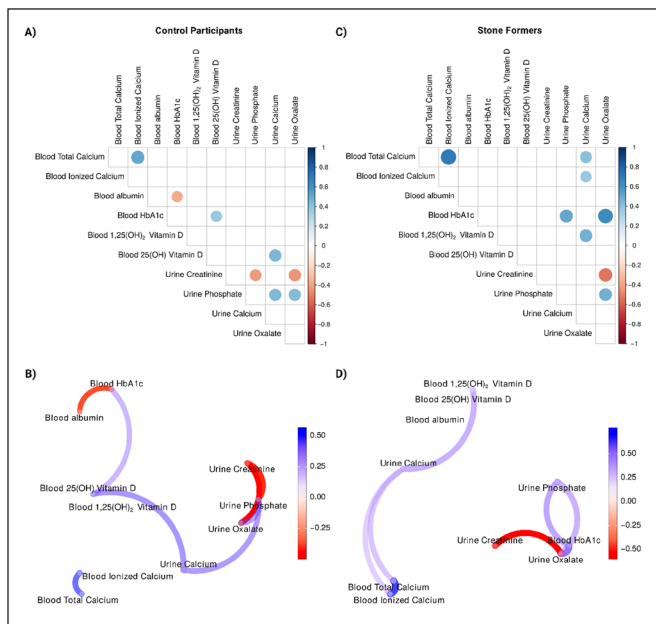 A) Control Participants
Blood Total Calcium
Blood Ionized Calcium
Blood albumin
Blood HbA1c
Blood 1,25(OH)₂ Vitamin D
Blood 25(OH) Vitamin D
Urine Creatinine
Urine Phosphate
Urine Calcium
Urine Oxalate
Blood Total Calcium
Blood Ionized Calcium
Blood albumin
Blood HbA1c
Blood 1,25(OH)₂ Vitamin D
Blood 25(OH) Vitamin D
Urine Creatinine
Urine Phosphate
Urine Calcium
Urine Oxalate
1
0.8
0.6
0.4
0.2
0
−0.2
−0.4
−0.6
−0.8
−1
C) Stone Formers
Blood Total Calcium
Blood Ionized Calcium
Blood albumin
Blood HbA1c
Blood 1,25(OH)₂ Vitamin D
Blood 25(OH) Vitamin D
Urine Creatinine
Urine Phosphate
Urine Calcium
Urine Oxalate
Blood Total Calcium
Blood Ionized Calcium
Blood albumin
Blood HbA1c
Blood 1,25(OH)₂ Vitamin D
Blood 25(OH) Vitamin D
Urine Creatinine
Urine Phosphate
Urine Calcium
Urine Oxalate
1
0.8
0.6
0.4
0.2
0
−0.2
−0.4
−0.6
−0.8
−1
B)
Blood HbA1c
Blood albumin
Urine Creatinine
Blood 25(OH) Vitamin D
Blood 1,25(OH)₂ Vitamin D
Urine Phosphate
Urine Oxalate
Urine Calcium
Blood Ionized Calcium
Blood Total Calcium
0.50
0.25
0.00
−0.25
D)
Blood 1,25(OH)₂ Vitamin D
Blood 25(OH) Vitamin D
Blood albumin
Urine Calcium
Urine Phosphate
Urine Creatinine
Blood HbA1c
Urine Oxalate
Blood Total Calcium
Blood Ionized Calcium
0.50
0.25
0.00
−0.25
−0.50